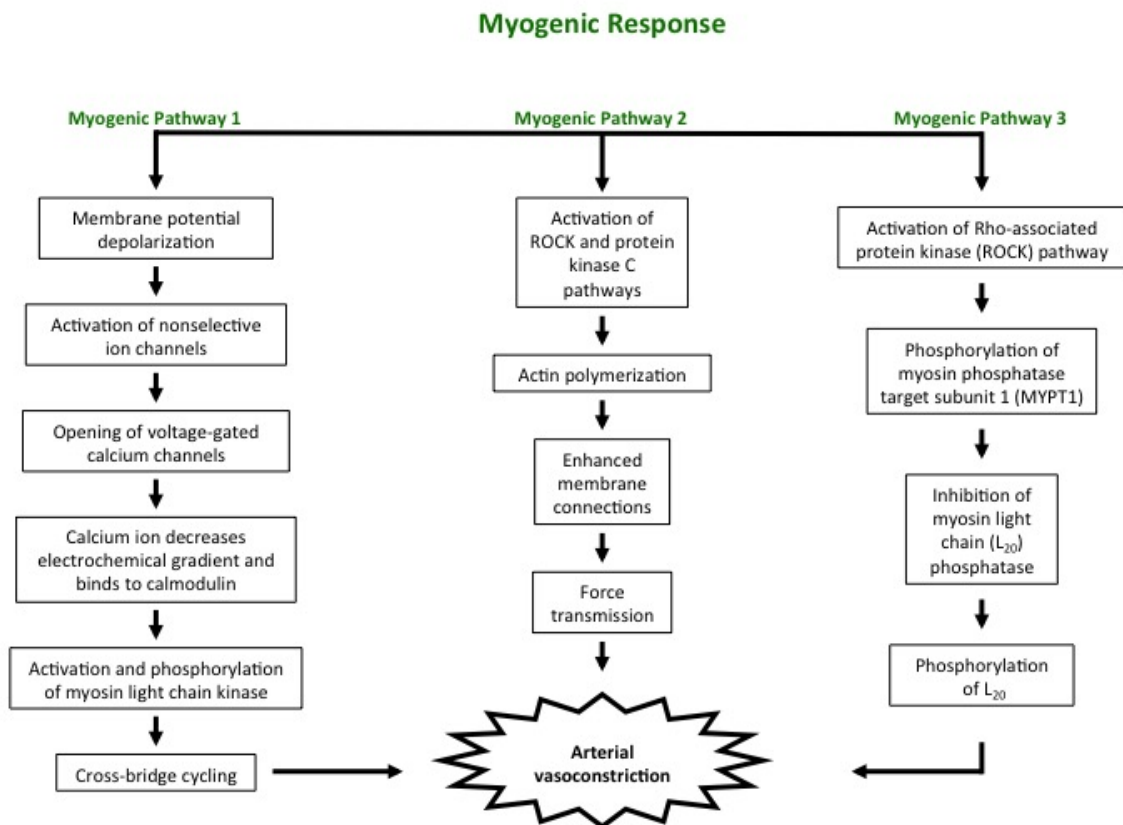 Myogenic Response
Myogenic Pathway 1
Membrane potential
depolarization
Activation of nonselective
ion channels
Opening of voltage-gated
calcium channels
Calcium ion decreases
electrochemical gradient and
binds to calmodulin
Activation and phosphorylation
of myosin light chain kinase
Cross-bridge cycling
Myogenic Pathway 2
Activation of
ROCK and protein
kinase C
pathways
Actin polymerization
Enhanced
membrane
connections
Force
transmission
Arterial
vasoconstriction
Myogenic Pathway 3
Activation of Rho-associated
protein kinase (ROCK) pathway
Phosphorylation of
myosin phosphatase
target subunit 1 (MYPT1)
Inhibition of
myosin light
chain (L₂₀)
phosphatase
Phosphorylation
of L₂₀